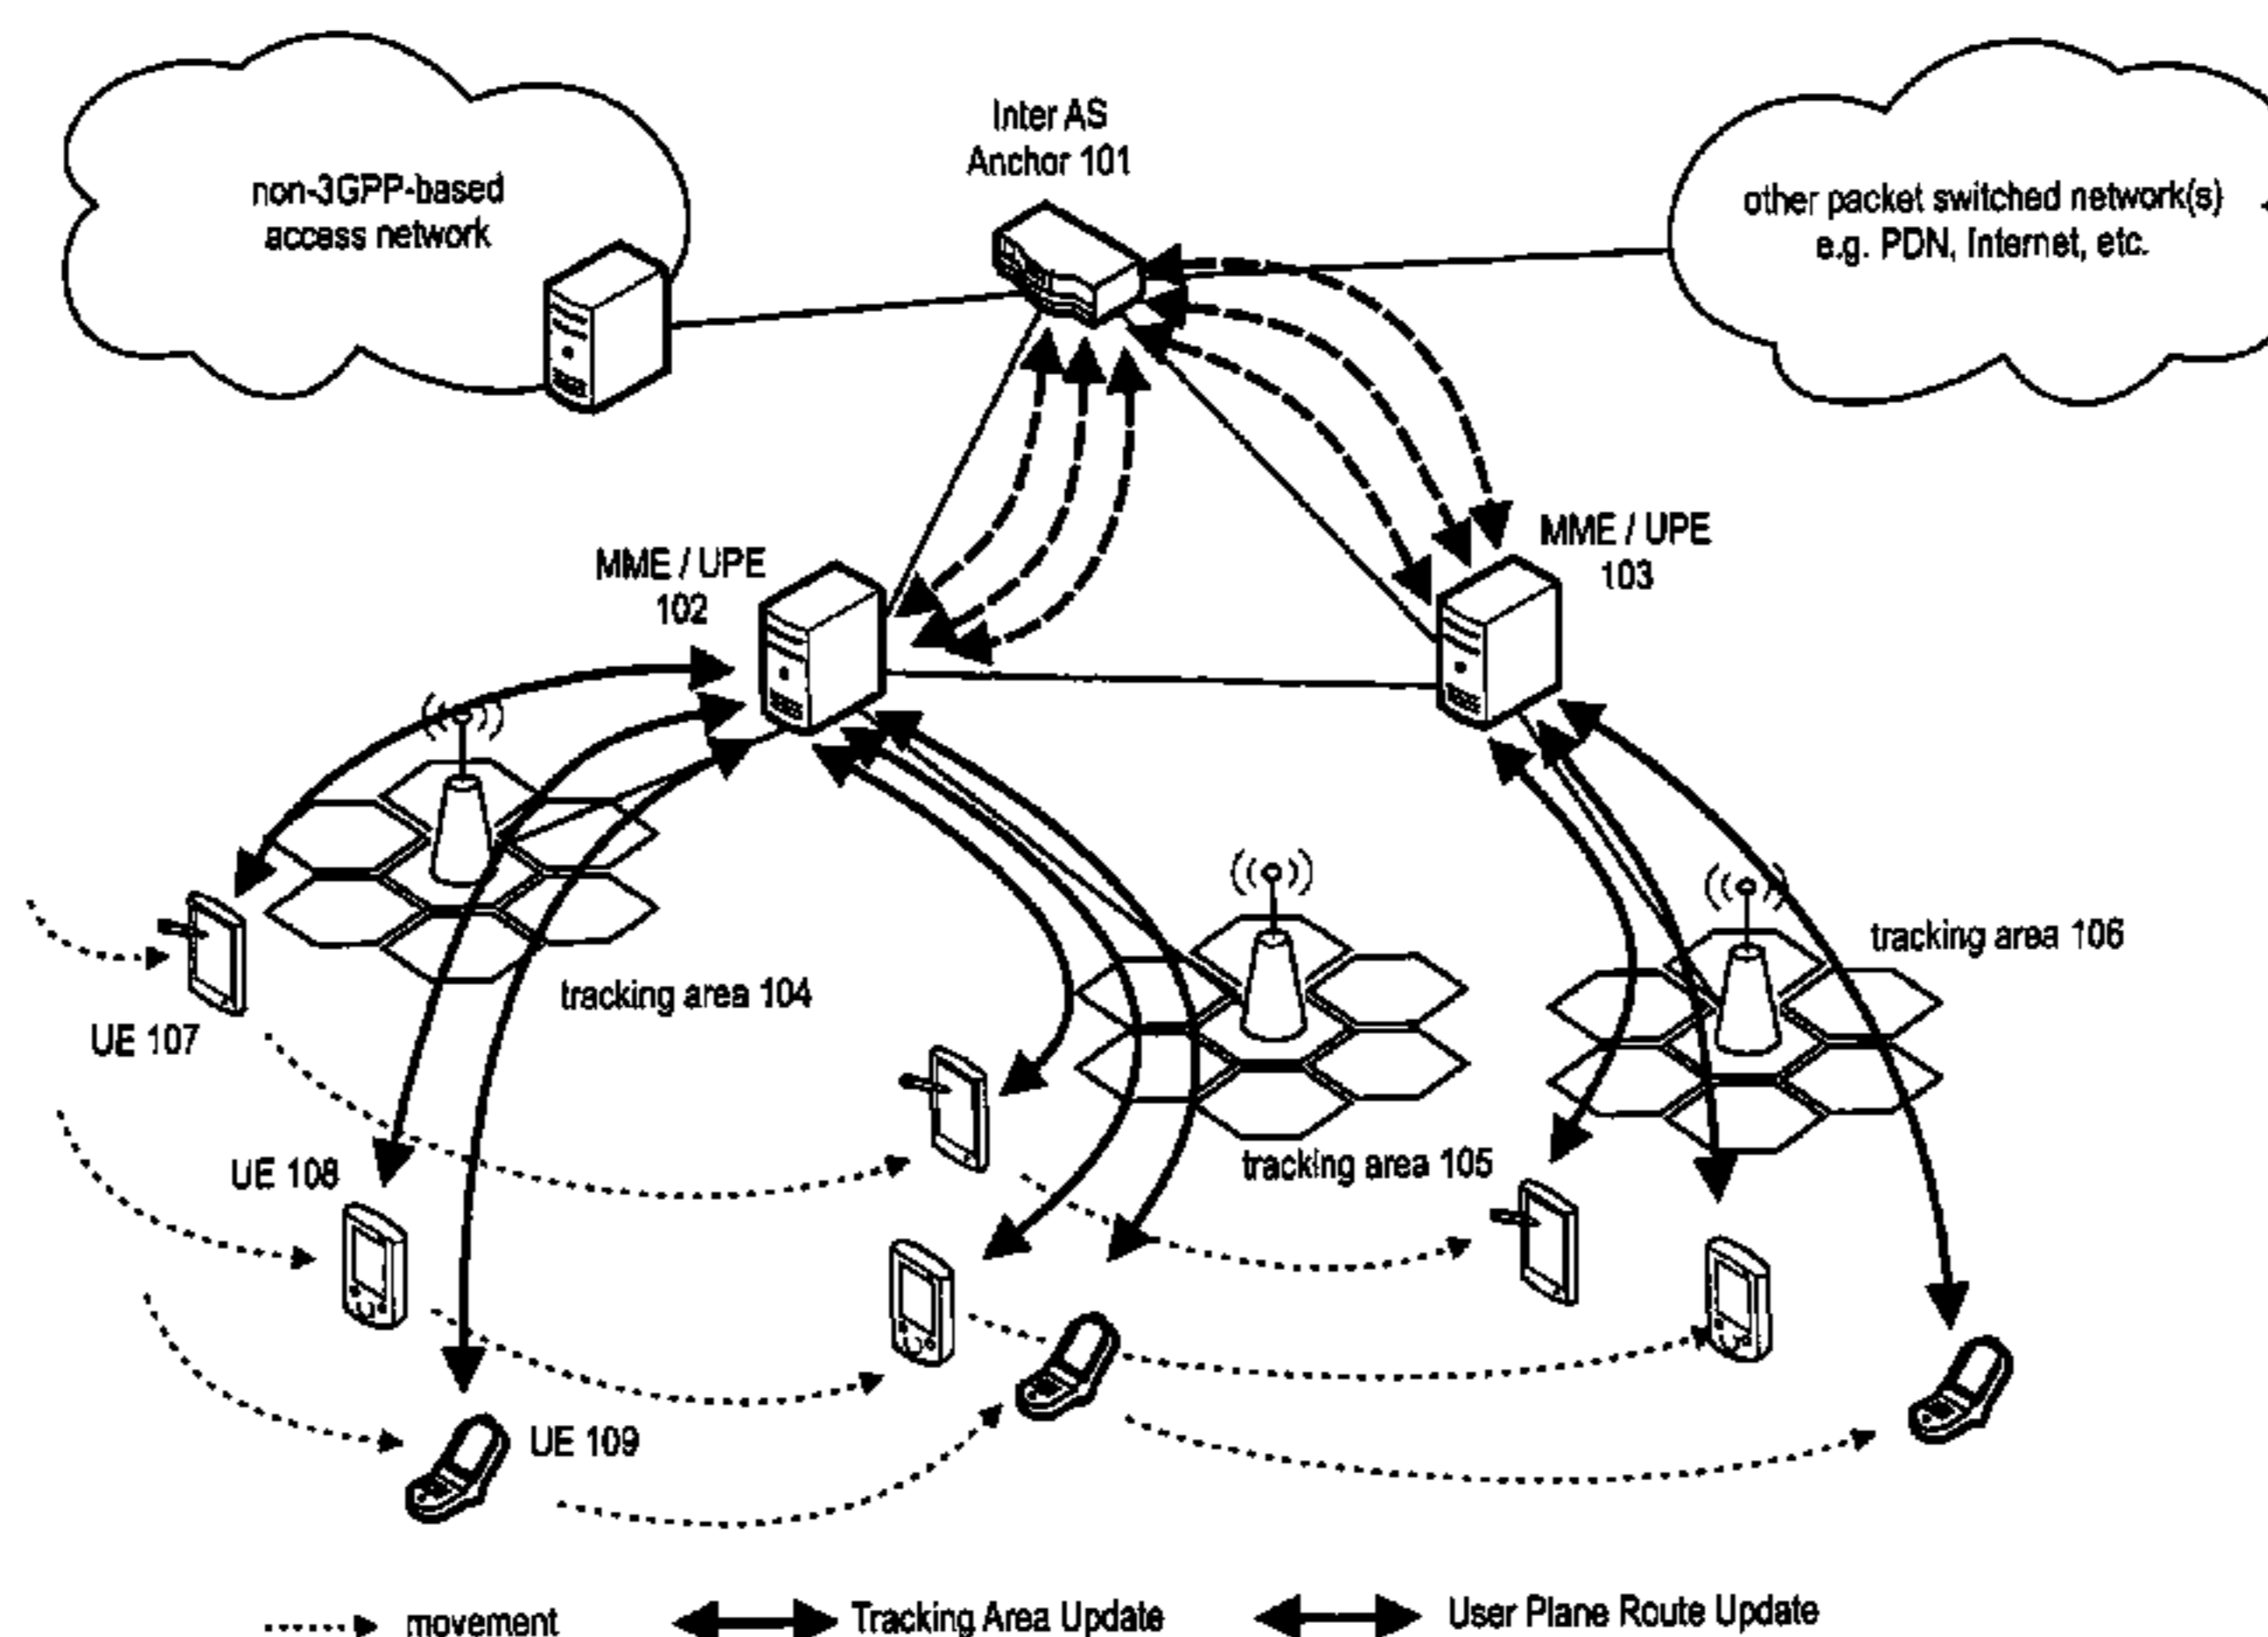 Inter AS
Anchor 101
non-3GPP-based
access network
other packet switched network(s)
e.g. PDN, Internet, etc.
MME / UPE
102
MME / UPE
103
tracking area 106
tracking area 104
UE 107
UE 108
tracking area 105
UE 109
movement
Tracking Area Update
User Plane Route Update